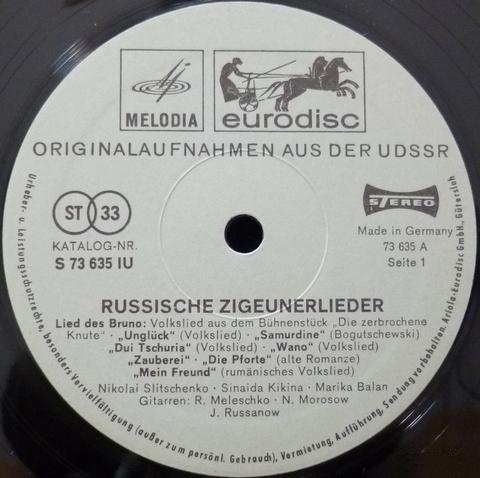 MELODIA
eurodisc
ORIGINALAUFNAHMEN AUS DER UDSSR
ST 33
STEREO
KATALOG-NR.
S 73 635 IU
Made in Germany
73 635 A
Seite 1
RUSSISCHE ZIGEUNERLIEDER
Lied des Bruno: Volkslied aus dem Bühnenstück „Die zerbrochene
Knute“ · „Unglück“ (Volkslied) · „Samurdine“ (Bogutschewski)
„Dui Tschuria“ (Volkslied) · „Wano“ (Volkslied)
„Zauberei“ · „Die Pforte“ (alte Romanze)
„Mein Freund“ (rumänisches Volkslied)
Nikolai Slitschenko · Sinaida Kikina · Marika Balan
Gitarren: R. Meleschko · N. Morosow
J. Russanow
Urheber- u. Leistungsschutzrechte, insbes. besonders Vervielfältigung (außer zum persönl. Gebrauch), Vermietung, Aufführung, Sendung vorbehalten. Ariola-Eurodisc GmbH., Gütersloh